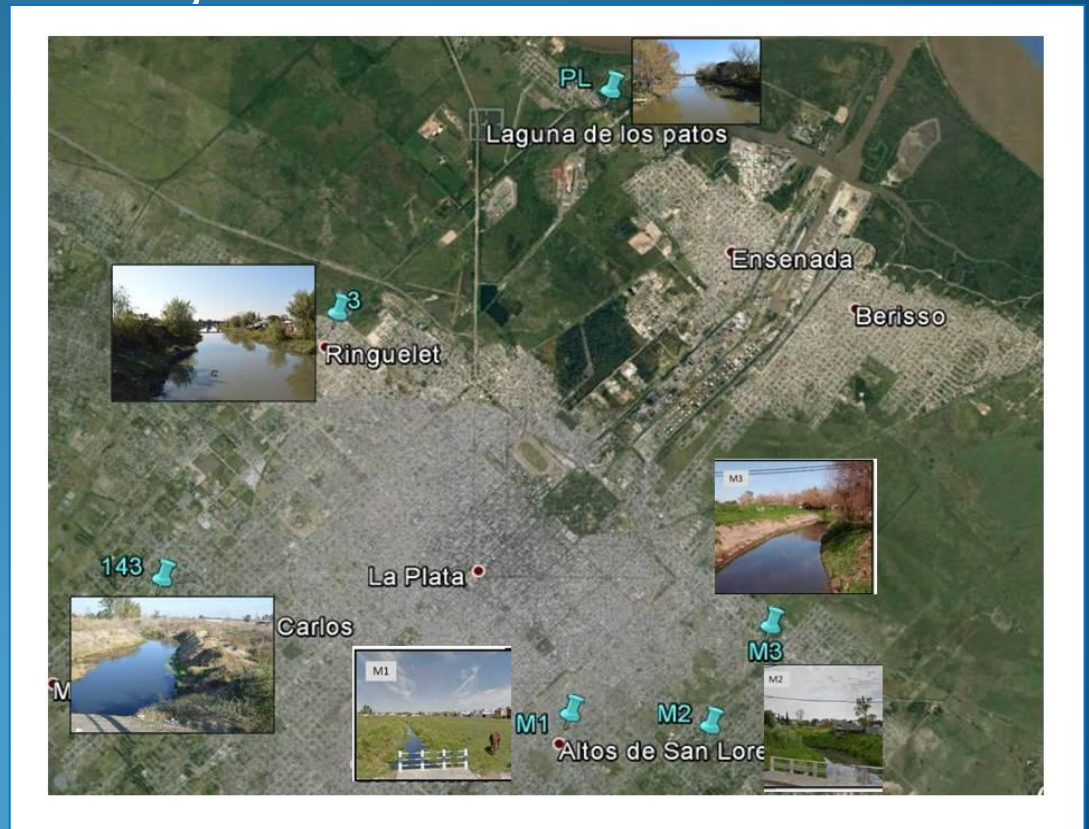 PL
Laguna de los patos
Ensenada
Berisso
3
Ringuelet
M3
143
La Plata
Carlos
M3
M
M1
M2
M1
M2
Altos de San Lore